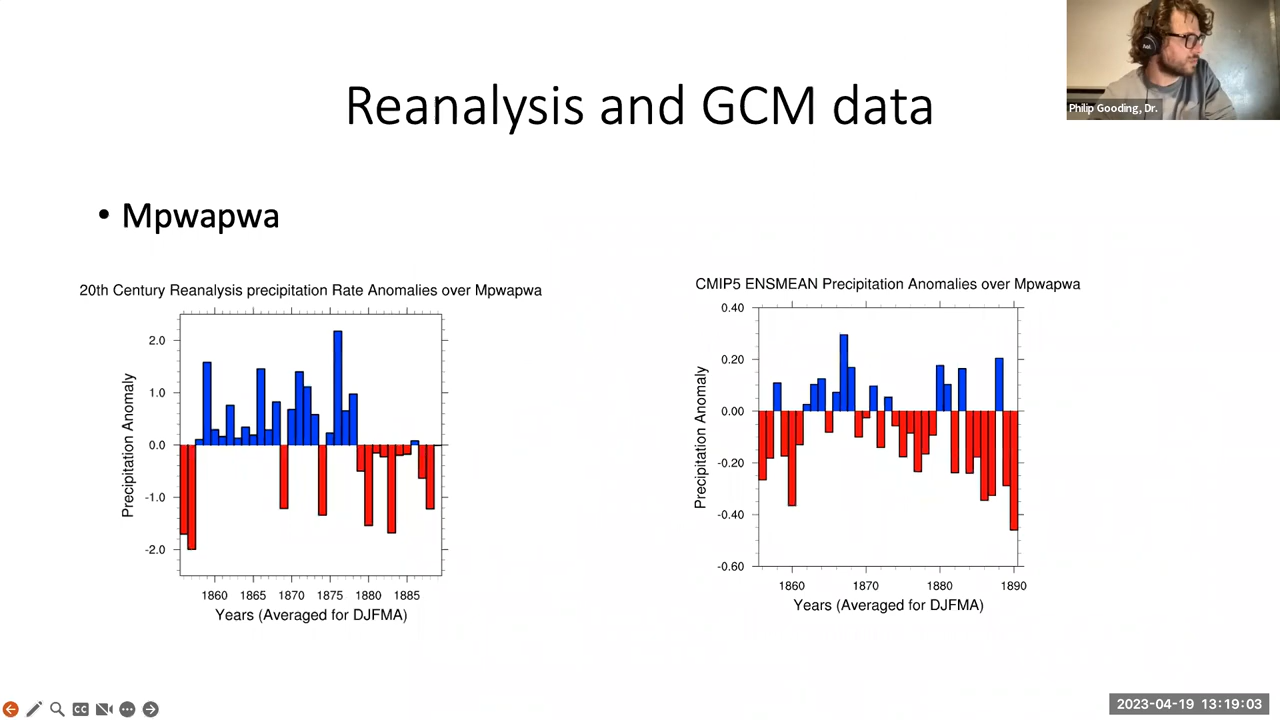 Reanalysis and GCM data
Philip Gooding, Dr.
• Mpwapwa
20th Century Reanalysis precipitation Rate Anomalies over Mpwapwa
2.0
1.0
0.0
-1.0
-2.0
Precipitation Anomaly
1860 1865 1870 1875 1880 1885
Years (Averaged for DJFMA)
CMIP5 ENSMEAN Precipitation Anomalies over Mpwapwa
0.40
0.20
0.00
-0.20
-0.40
-0.60
Precipitation Anomaly
1860 1870 1880 1890
Years (Averaged for DJFMA)
CC
2023-04-19 13:19:03